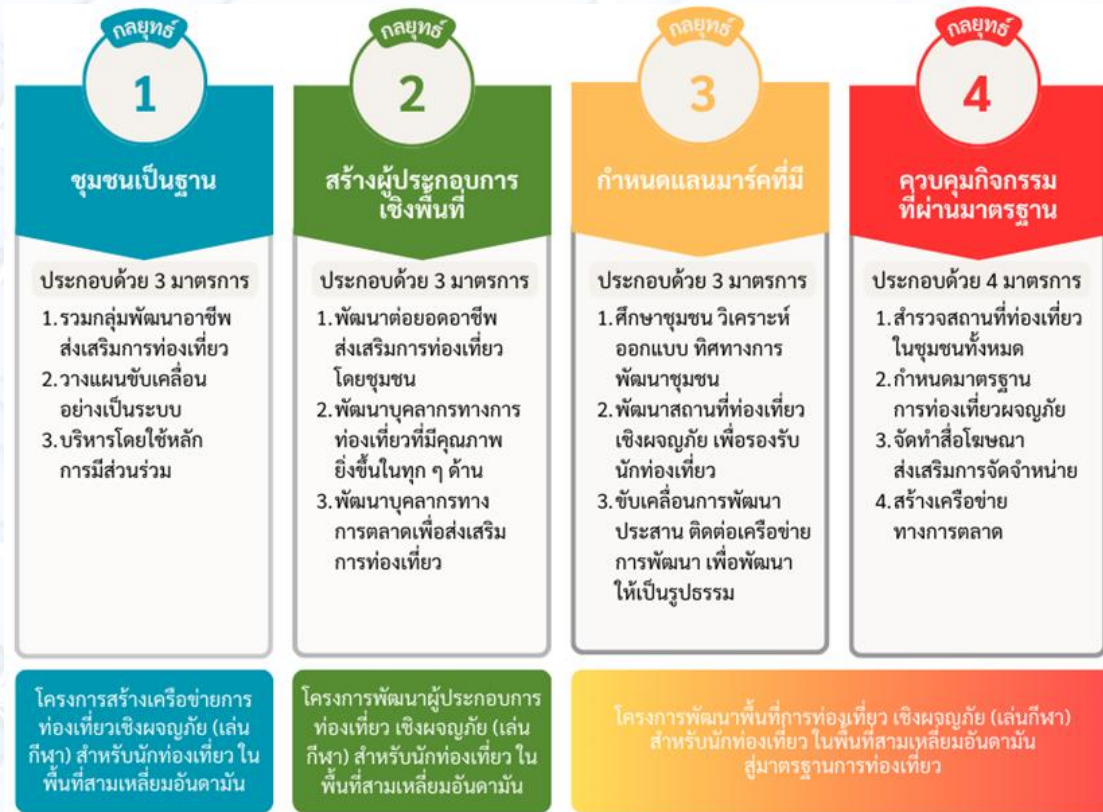 กลยุทธ์
1
ชุมชนเป็นฐาน
ประกอบด้วย 3 มาตรการ
1.รวมกลุ่มพัฒนาอาชีพ
ส่งเสริมการท่องเที่ยว
2.วางแผนขับเคลื่อน
อย่างเป็นระบบ
3.บริหารโดยใช้หลัก
การมีส่วนร่วม
โครงการสร้างเครือข่ายการ
ท่องเที่ยวเชิงผจญภัย (เล่น
กีฬา) สำหรับนักท่องเที่ยว ใน
พื้นที่สามเหลี่ยมอันดามัน
กลยุทธ์
2
สร้างผู้ประกอบการ
เชิงพื้นที่
ประกอบด้วย 3 มาตรการ
1.พัฒนาต่อยอดอาชีพ
ส่งเสริมการท่องเที่ยว
โดยชุมชน
2.พัฒนาบุคลากรทางการ
ท่องเที่ยวที่มีคุณภาพ
ยิ่งขึ้นในทุก ๆ ด้าน
3.พัฒนาบุคลากรทาง
การตลาดเพื่อส่งเสริม
การท่องเที่ยว
โครงการพัฒนาผู้ประกอบการ
ท่องเที่ยว เชิงผจญภัย (เล่น
กีฬา) สำหรับนักท่องเที่ยว ใน
พื้นที่สามเหลี่ยมอันดามัน
กลยุทธ์
3
กำหนดแลนมาร์คที่มี
ประกอบด้วย 3 มาตรการ
1.ศึกษาชุมชน วิเคราะห์
ออกแบบ ทิศทางการ
พัฒนาชุมชน
2.พัฒนาสถานที่ท่องเที่ยว
เชิงผจญภัย เพื่อรองรับ
นักท่องเที่ยว
3.ขับเคลื่อนการพัฒนา
ประสาน ติดต่อเครือข่าย
การพัฒนา เพื่อพัฒนา
ให้เป็นรูปธรรม
กลยุทธ์
4
ควบคุมกิจกรรม
ที่ผ่านมาตรฐาน
ประกอบด้วย 4 มาตรการ
1.สำรวจสถานที่ท่องเที่ยว
ในชุมชนทั้งหมด
2.กำหนดมาตรฐาน
การท่องเที่ยวผจญภัย
3.จัดทำสื่อโฆษณา
ส่งเสริมการจัดจำหน่าย
4.สร้างเครือข่าย
ทางการตลาด
โครงการพัฒนาพื้นที่การท่องเที่ยว เชิงผจญภัย (เล่นกีฬา)
สำหรับนักท่องเที่ยว ในพื้นที่สามเหลี่ยมอันดามัน
สู่มาตรฐานการท่องเที่ยว